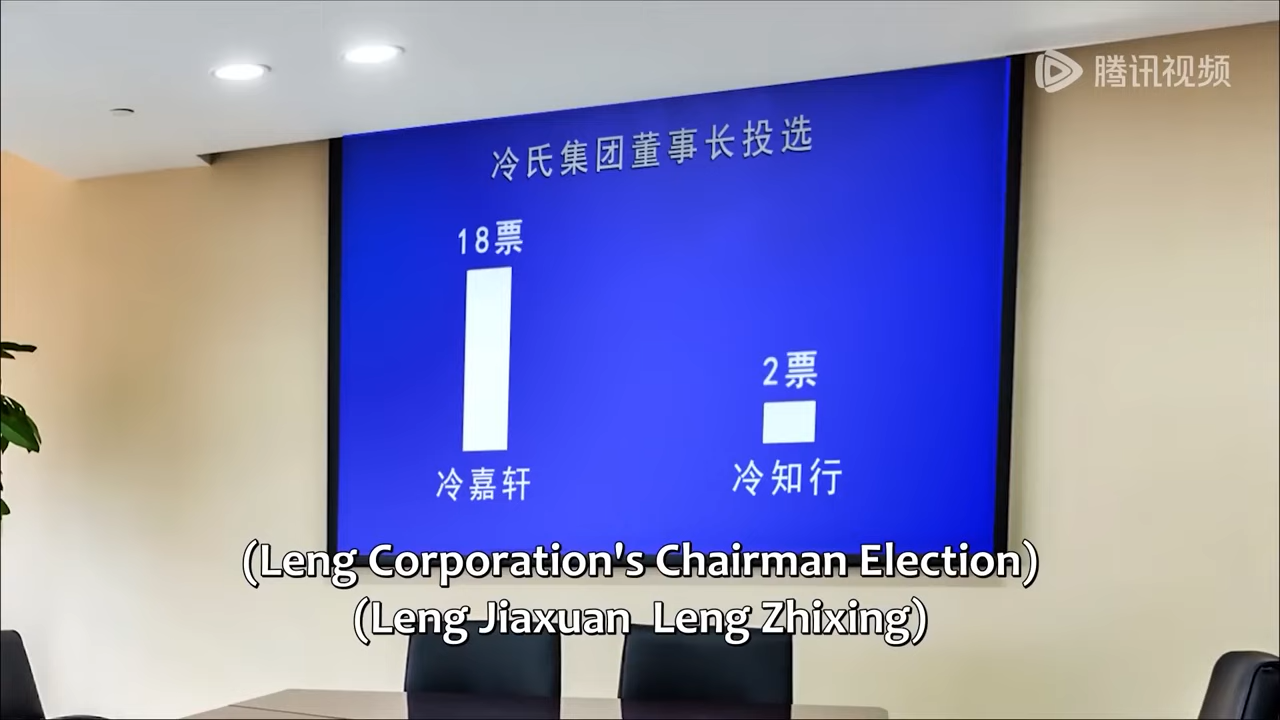 腾讯视频
冷氏集团董事长投选
18票
2票
冷嘉轩
冷知行
(Leng Corporation's Chairman Election)
(Leng Jiaxuan Leng Zhixing)